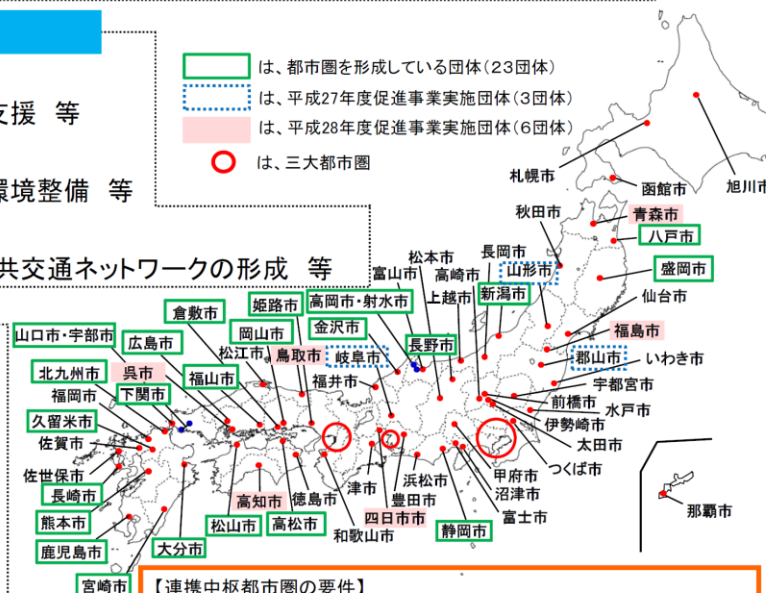 は、都市圏を形成している団体(23団体)
支援 等
は、平成27年度促進事業実施団体(3団体)
は、平成28年度促進事業実施団体(6団体)
は、三大都市圏
環境整備 等
共交通ネットワークの形成 等
札幌市
函館市
旭川市
秋田市
青森市
八戸市
盛岡市
仙台市
山形市
福島市
郡山市
いわき市
長岡市
新潟市
松本市
高崎市
上越市
富山市
高岡市・射水市
金沢市
長野市
岐阜市
福井市
宇都宮市
前橋市
水戸市
伊勢崎市
太田市
つくば市
甲府市
沼津市
富士市
静岡市
浜松市
豊田市
四日市市
津市
和歌山市
姫路市
倉敷市
岡山市
鳥取市
松江市
広島市
福山市
呉市
山口市・宇部市
下関市
北九州市
福岡市
久留米市
佐賀市
佐世保市
長崎市
熊本市
鹿児島市
宮崎市
大分市
松山市
高知市
高松市
徳島市
那覇市
【連携中枢都市圏の要件】